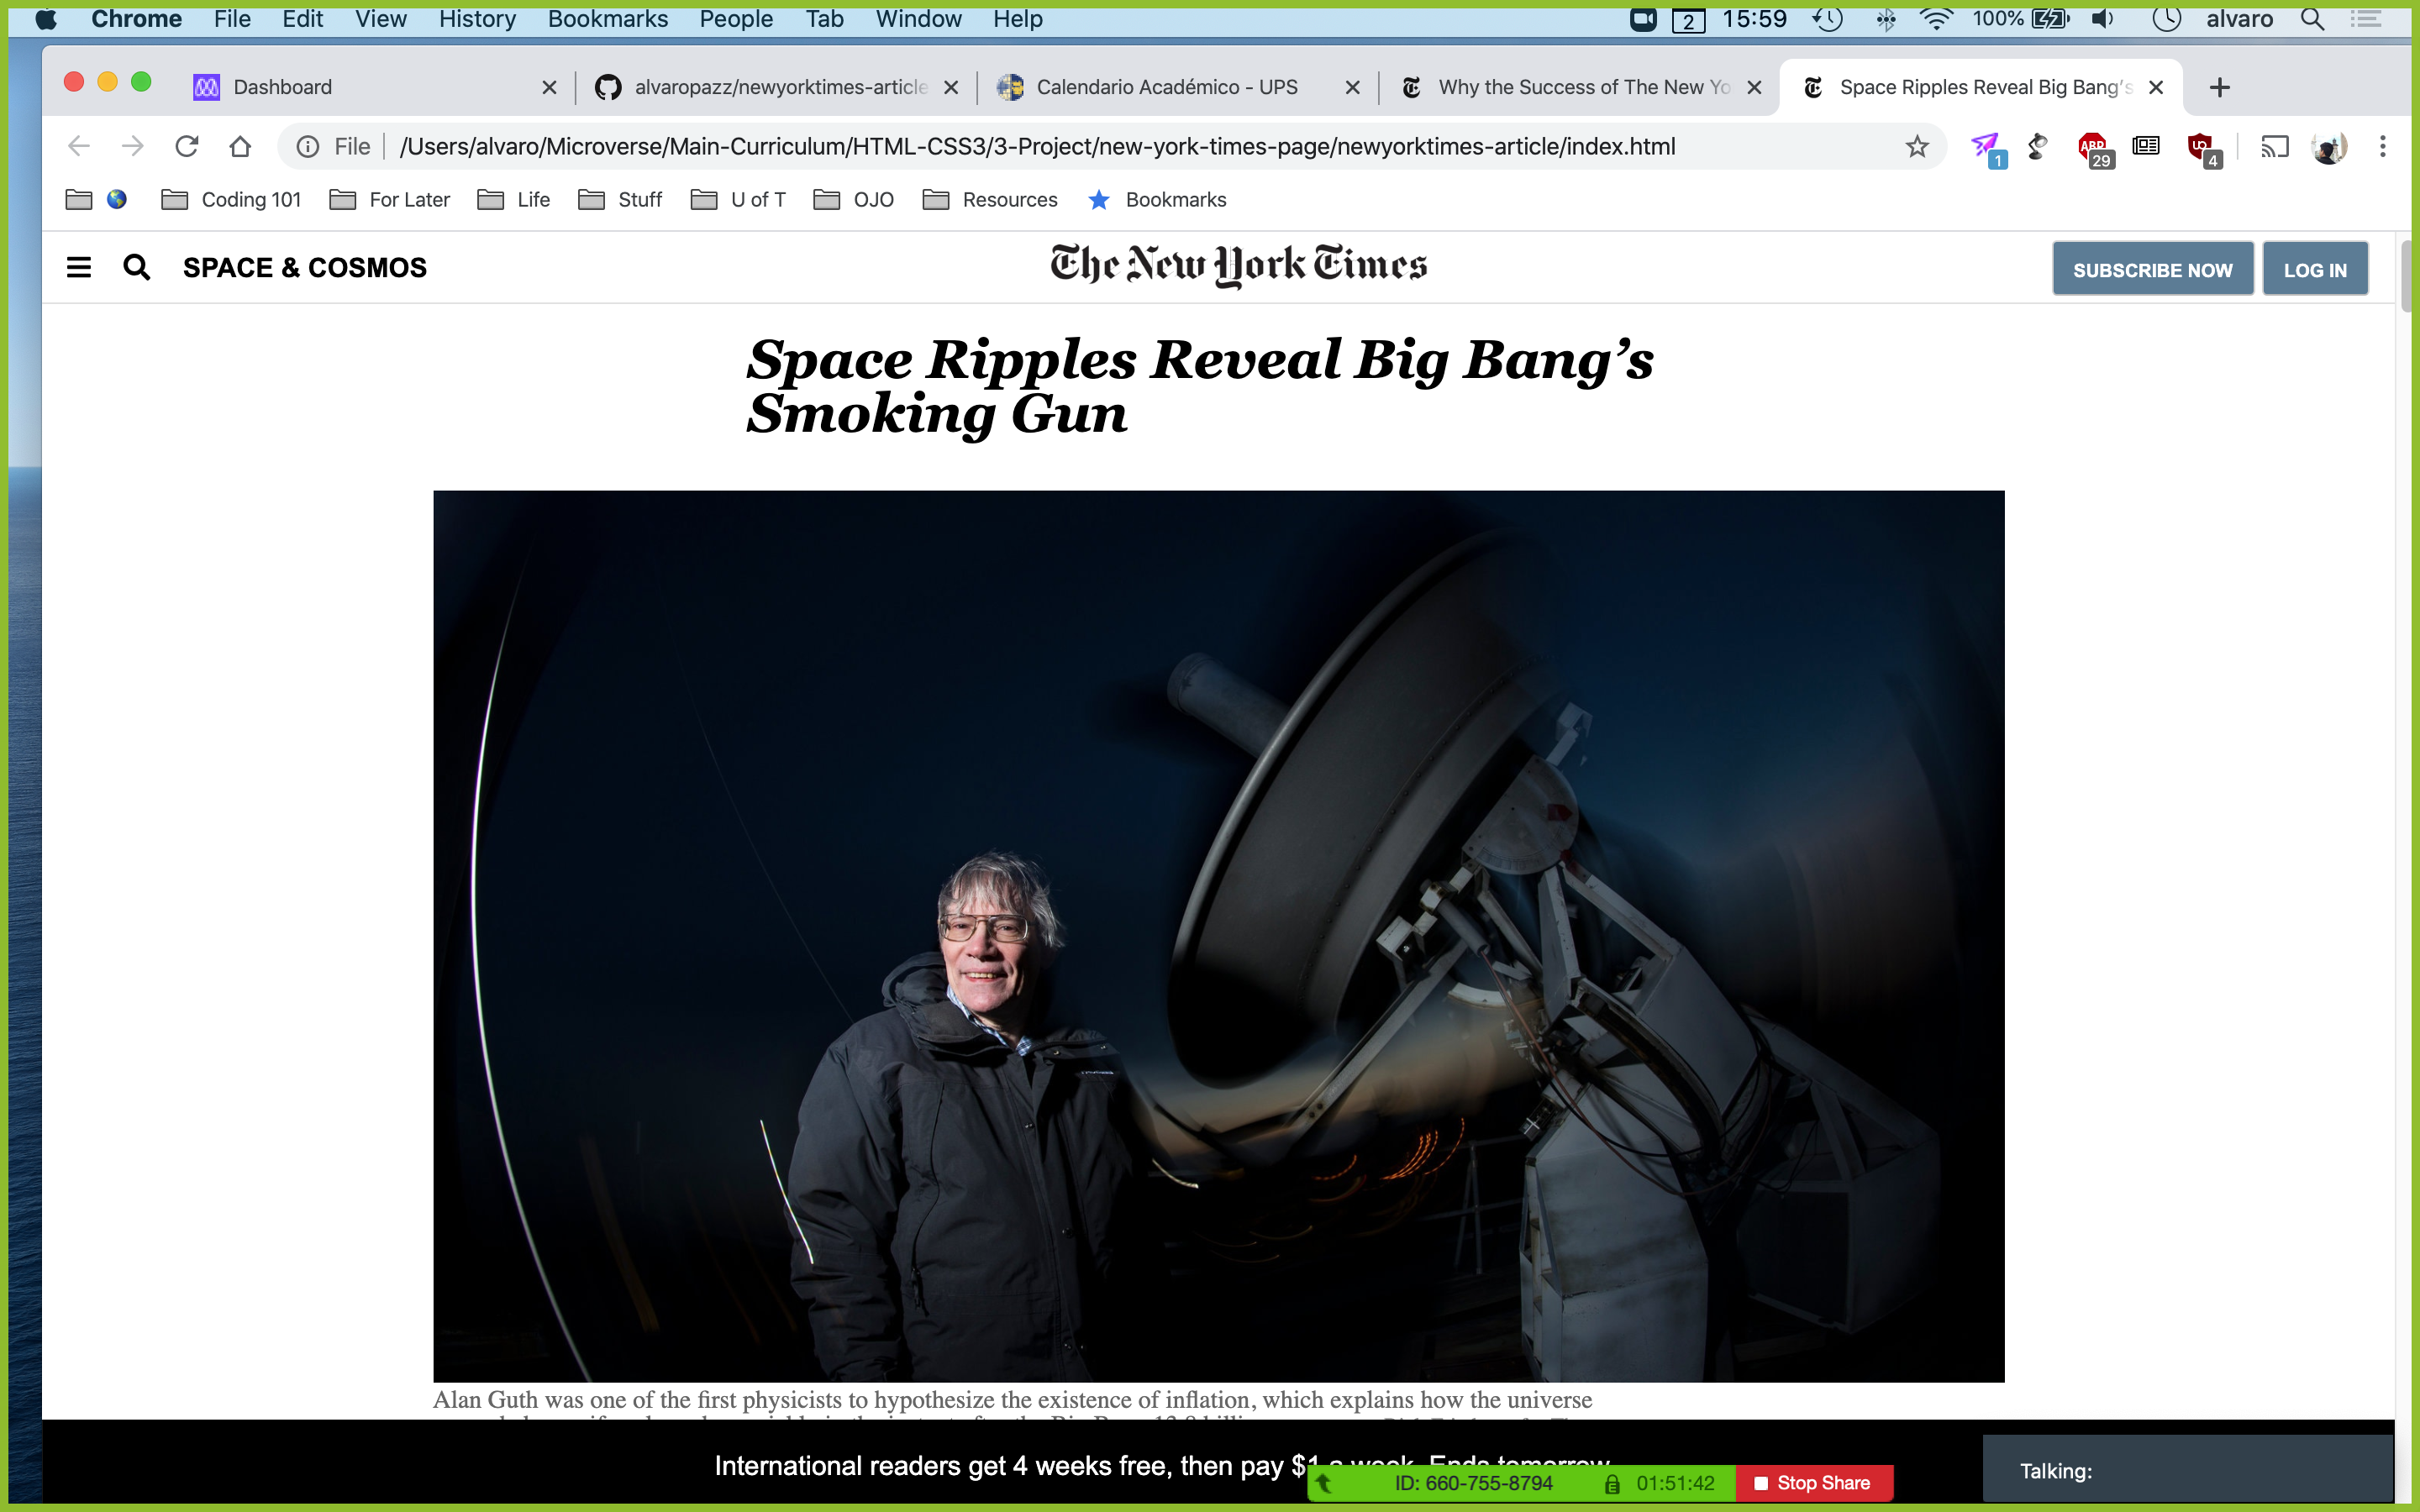 Chrome File Edit View History Bookmarks People Tab Window Help 2 15:59 100% alvaro
Dashboard alvaropazz/newyorktimes-article Calendario Académico - UPS Why the Success of The New Yo Space Ripples Reveal Big Bang's
File /Users/alvaro/Microverse/Main-Curriculum/HTML-CSS3/3-Project/new-york-times-page/newyorktimes-article/index.html 1 ABP 29 4
Coding 101 For Later Life Stuff U of T OJO Resources Bookmarks
SPACE & COSMOS The New York Times SUBSCRIBE NOW LOG IN
Space Ripples Reveal Big Bang’s
Smoking Gun
Alan Guth was one of the first physicists to hypothesize the existence of inflation, which explains how the universe
International readers get 4 weeks free, then pay $1 a week. Ends tomorrow.
Talking:
ID: 660-755-8794 01:51:42 Stop Share